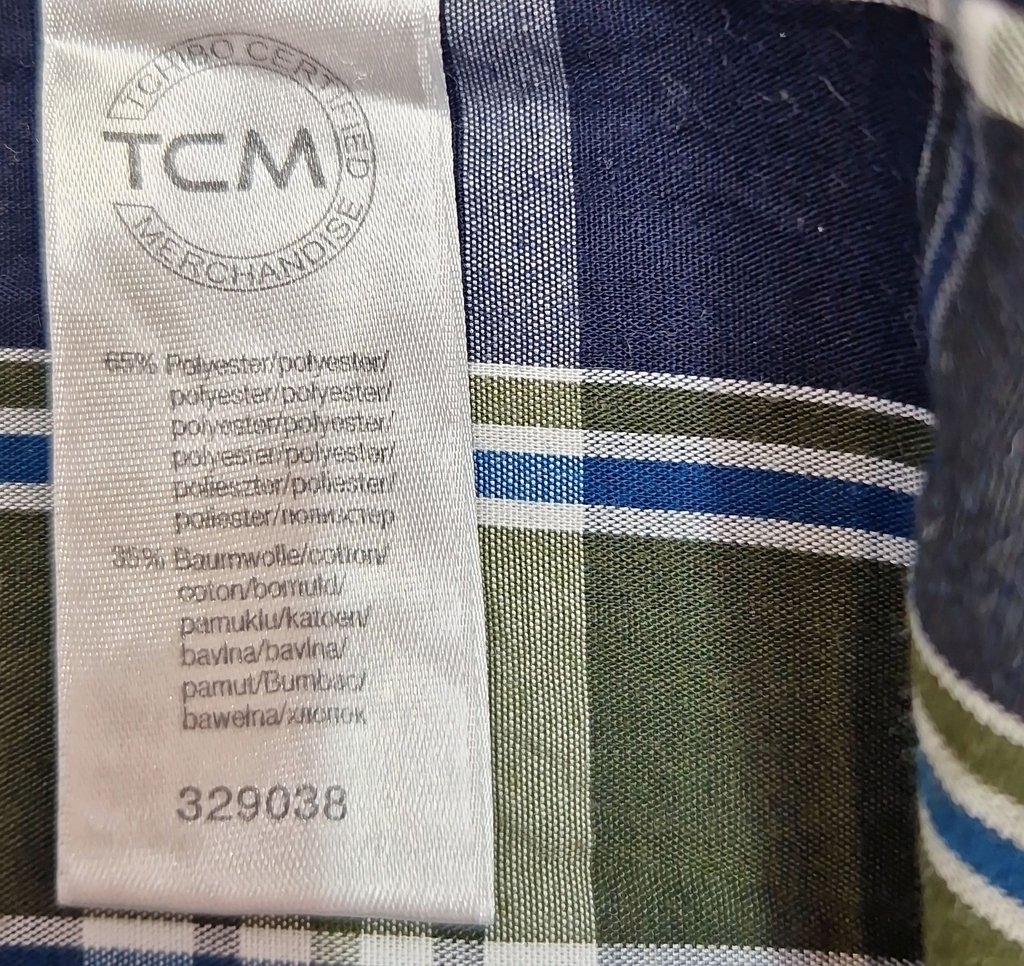 TCHIBO CERTIFIED
TCM
MERCHANDISE
65% Polyester/polyester/
polyester/polyester/
polyester/polyester/
polyester/polyester/
polieszter/poliester/
poliester/полиэстер
35% Baumwolle/cotton/
coton/bomuld/
pamuklu/katoen/
bavlna/bavlna/
pamut/Bumbac/
bawełna/хлопок
329038